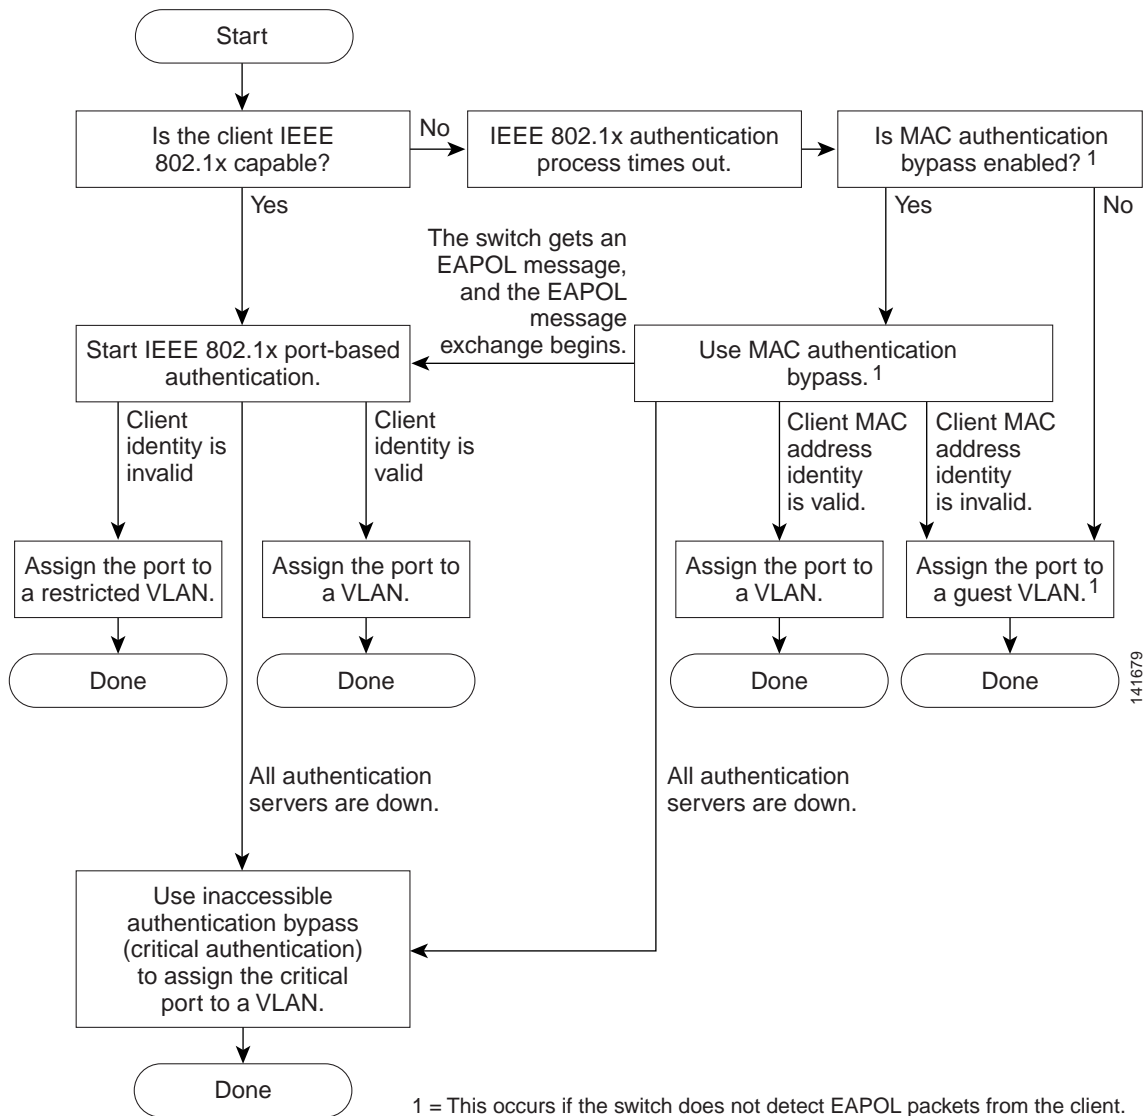 Start
Is the client IEEE
802.1x capable?
No
IEEE 802.1x authentication
process times out.
Is MAC authentication
bypass enabled? 1
Yes
Yes
No
The switch gets an
EAPOL message,
and the EAPOL
message
exchange begins.
Start IEEE 802.1x port-based
authentication.
Use MAC authentication
bypass. 1
Client
identity is
invalid
Client
identity is
valid
Client MAC
address
identity
is valid.
Client MAC
address
identity
is invalid.
Assign the port to
a restricted VLAN.
Assign the port to
a VLAN.
Assign the port to
a VLAN.
Assign the port to
a guest VLAN. 1
Done
Done
Done
Done
141679
All authentication
servers are down.
All authentication
servers are down.
Use inaccessible
authentication bypass
(critical authentication)
to assign the critical
port to a VLAN.
Done
1 = This occurs if the switch does not detect EAPOL packets from the client.